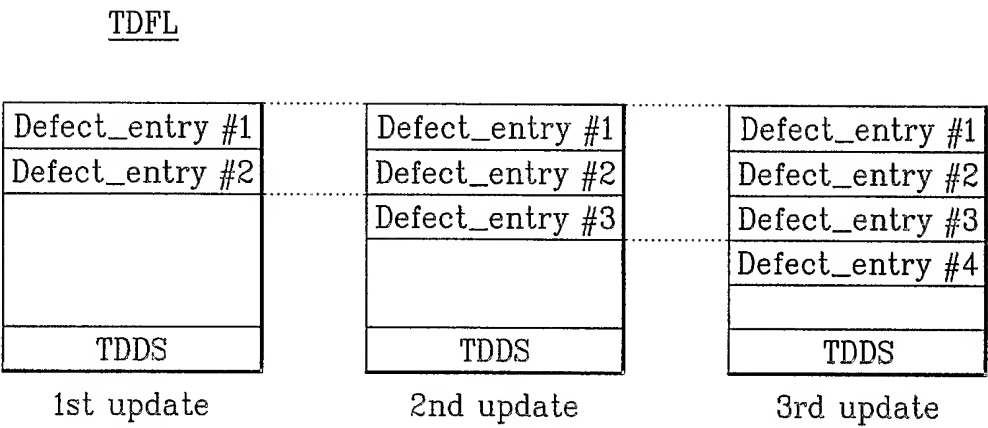 TDFL
Defect_entry #1
Defect_entry #2
TDDS
1st update
Defect_entry #1
Defect_entry #2
Defect_entry #3
TDDS
2nd update
Defect_entry #1
Defect_entry #2
Defect_entry #3
Defect_entry #4
TDDS
3rd update